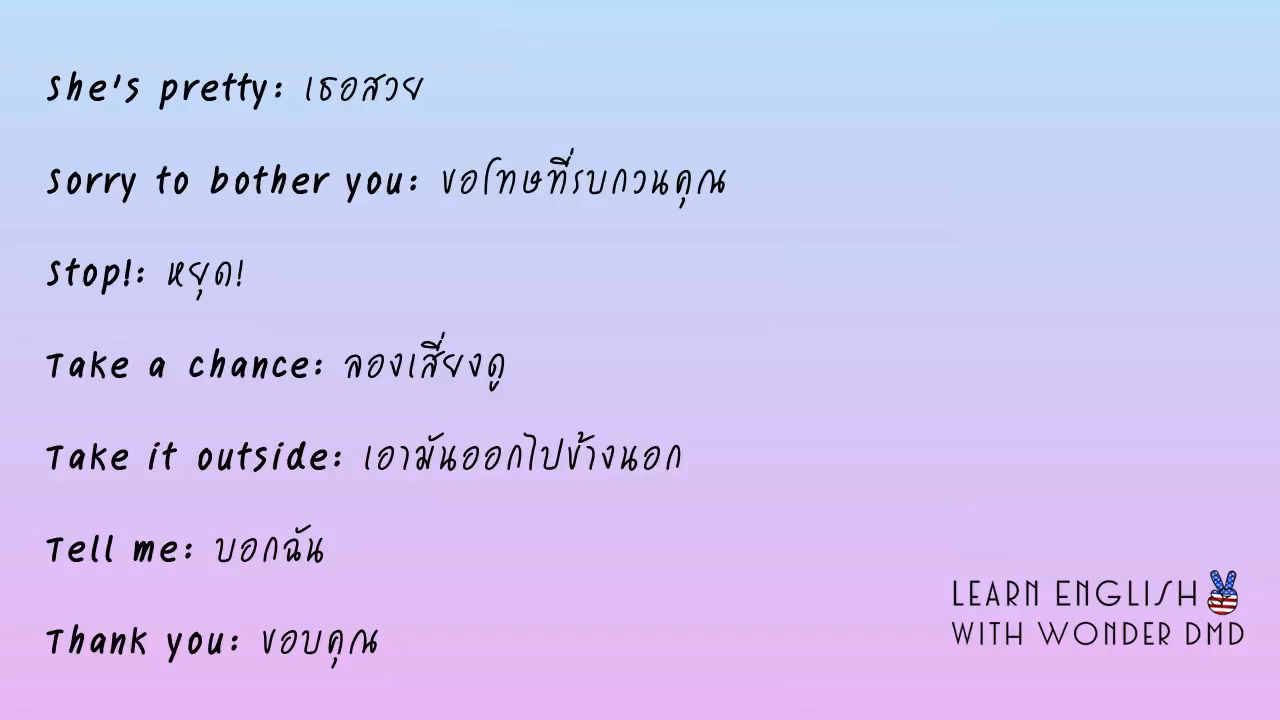 She's pretty: เธอสวย
Sorry to bother you: ขอโทษที่รบกวนคุณ
Stop!: หยุด!
Take a chance: ลองเสี่ยงดู
Take it outside: เอามันออกไปข้างนอก
Tell me: บอกฉัน
Thank you: ขอบคุณ
LEARN ENGLISH
WITH WONDER DMD